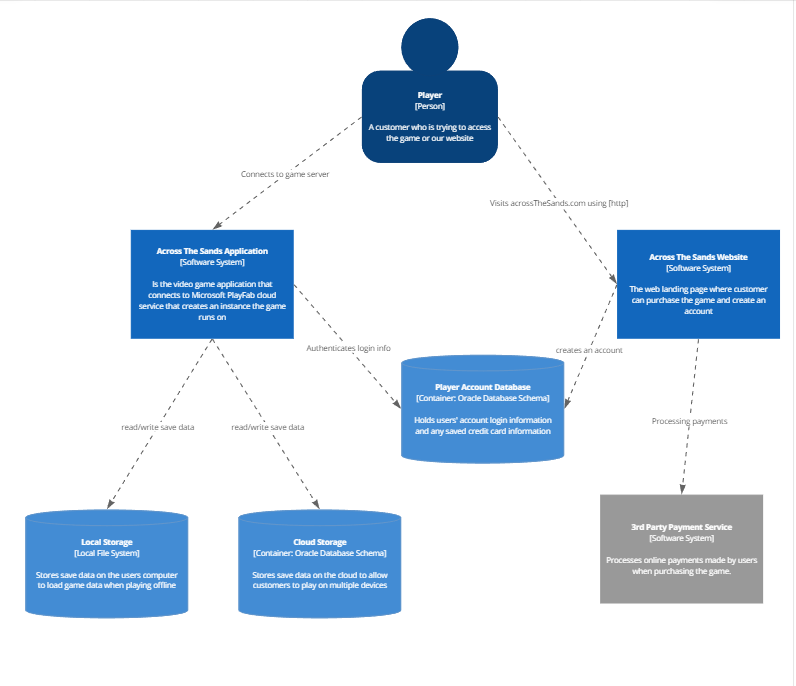 Player
[Person]
A customer who is trying to access
the game or our website
Connects to game server
Visits acrossTheSands.com using [http]
Across The Sands Application
[Software System]
Is the video game application that
connects to Microsoft PlayFab cloud
service that creates an instance the game
runs on
Across The Sands Website
[Software System]
The web landing page where customer
can purchase the game and create an
account
Authenticates login info
creates an account
Player Account Database
[Container: Oracle Database Schema]
Holds users' account login information
and any saved credit card information
read/write save data
read/write save data
Processing payments
Local Storage
[Local File System]
Stores save data on the users computer
to load game data when playing offline
Cloud Storage
[Container: Oracle Database Schema]
Stores save data on the cloud to allow
customers to play on multiple devices
3rd Party Payment Service
[Software System]
Processes online payments made by users
when purchasing the game.